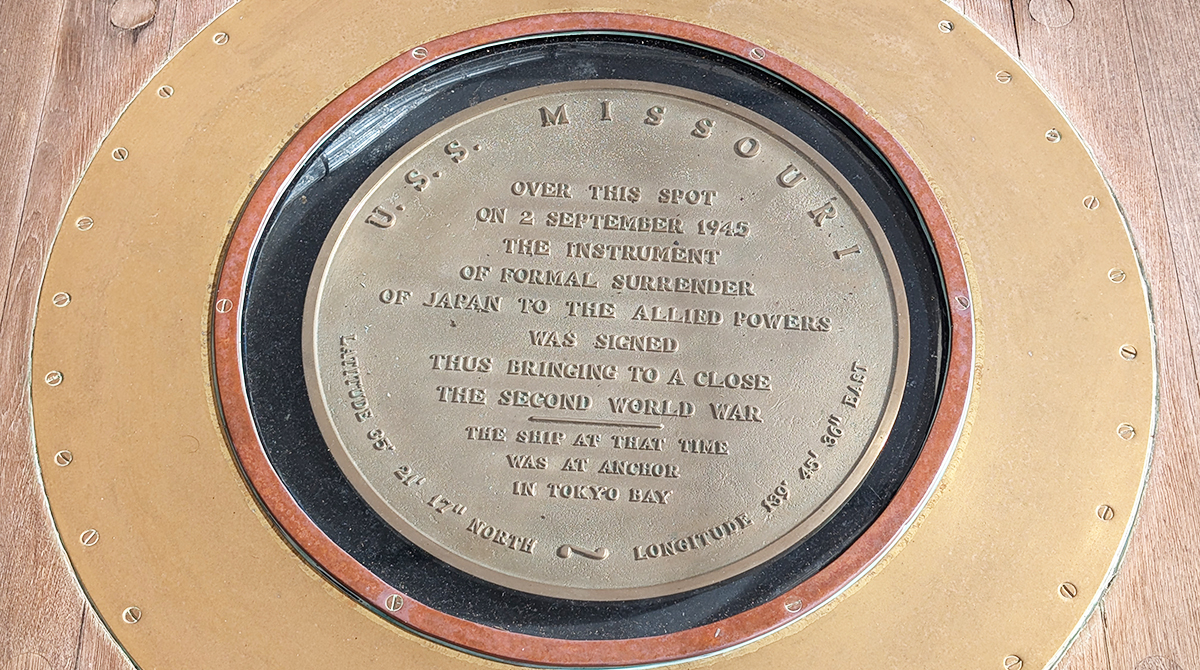 U. S. S. MISSOURI
OVER THIS SPOT
ON 2 SEPTEMBER 1945
THE INSTRUMENT
OF FORMAL SURRENDER
OF JAPAN TO THE ALLIED POWERS
WAS SIGNED
THUS BRINGING TO A CLOSE
THE SECOND WORLD WAR
THE SHIP AT THAT TIME
WAS AT ANCHOR
IN TOKYO BAY
LATITUDE 35° 21' 17" NORTH ~ LONGITUDE 139° 45' 36" EAST